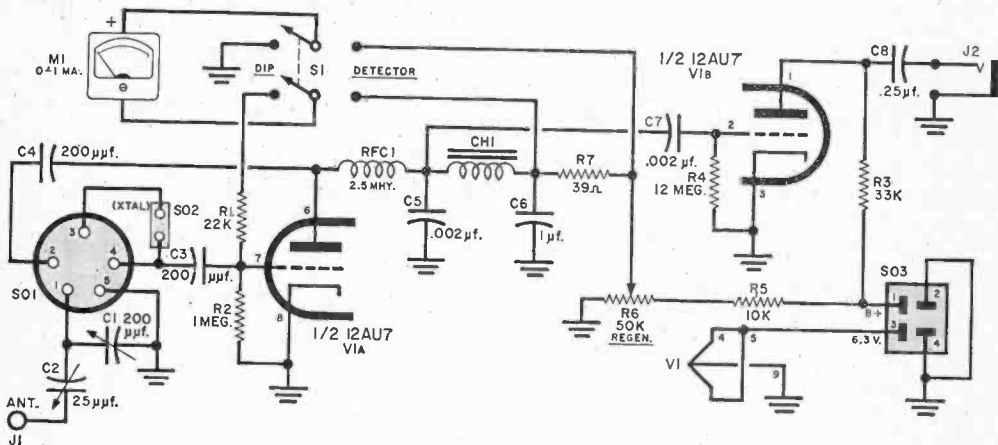 +
M1
0-1 MA.
DIP
S1
DETECTOR
1/2 12AU7
V1B
C8
.25µf.
J2
C4
200µµf.
RFC1
2.5 MHY.
CH1
C7
.002µf.
R7
39Ω
R4
12 MEG.
R3
33K
1
2
3
(XTAL)
SO2
R1
22K
C5
.002µf.
C6
1µf.
6
7
8
SO1
1
2
3
4
5
C3
200
µµf.
R2
1 MEG.
1/2 12AU7
V1A
C1 200
µµf.
C2
25µµf.
ANT.
J1
R6
50K
REGEN.
R5
10K
B+
6.3V.
SO3
1
2
3
4
V1
4
5
9